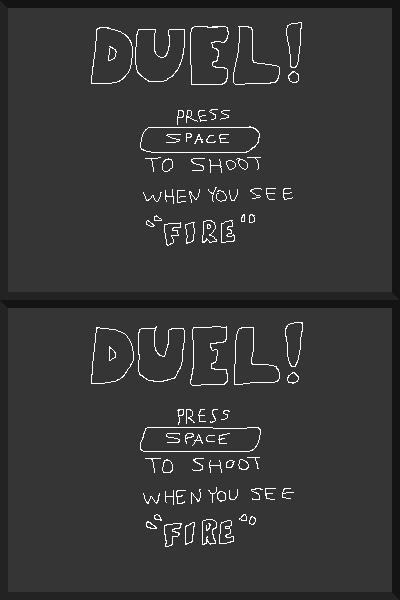 DUEL!
PRESS
SPACE
TO SHOOT
WHEN YOU SEE
"FIRE"
DUEL!
PRESS
SPACE
TO SHOOT
WHEN YOU SEE
"FIRE"